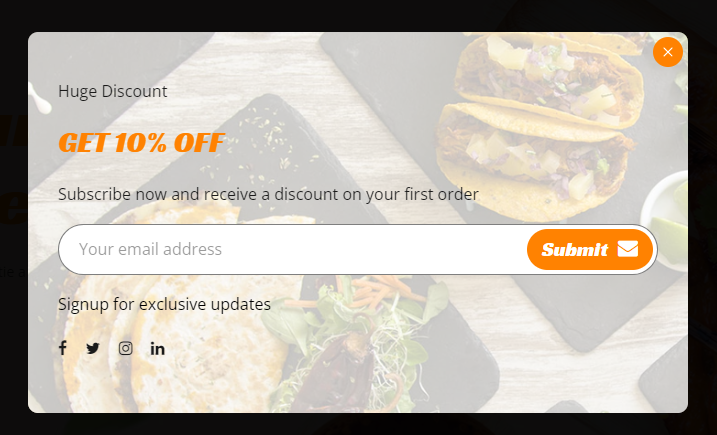 Huge Discount
GET 10% OFF
Subscribe now and receive a discount on your first order
Your email address
Submit
Signup for exclusive updates